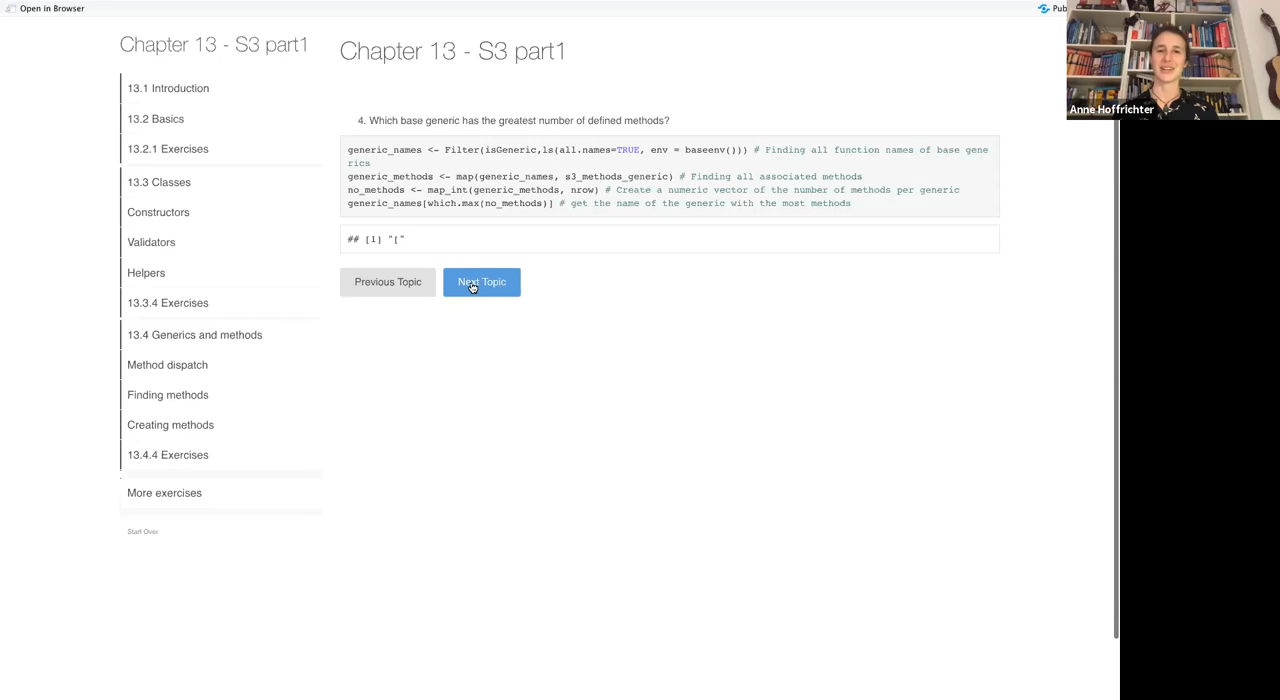 Open in Browser
Pub
Anne Hoffrichter
Chapter 13 - S3 part1
13.1 Introduction
13.2 Basics
13.2.1 Exercises
13.3 Classes
Constructors
Validators
Helpers
13.3.4 Exercises
13.4 Generics and methods
Method dispatch
Finding methods
Creating methods
13.4.4 Exercises
More exercises
Start Over
Chapter 13 - S3 part1
4. Which base generic has the greatest number of defined methods?
generic_names <- Filter(isGeneric,ls(all.names=TRUE, env = baseenv())) # Finding all function names of base gene
rics
generic_methods <- map(generic_names, s3_methods_generic) # Finding all associated methods
no_methods <- map_int(generic_methods, nrow) # Create a numeric vector of the number of methods per generic
generic_names[which.max(no_methods)] # get the name of the generic with the most methods
## [1] "["
Previous Topic
Next Topic